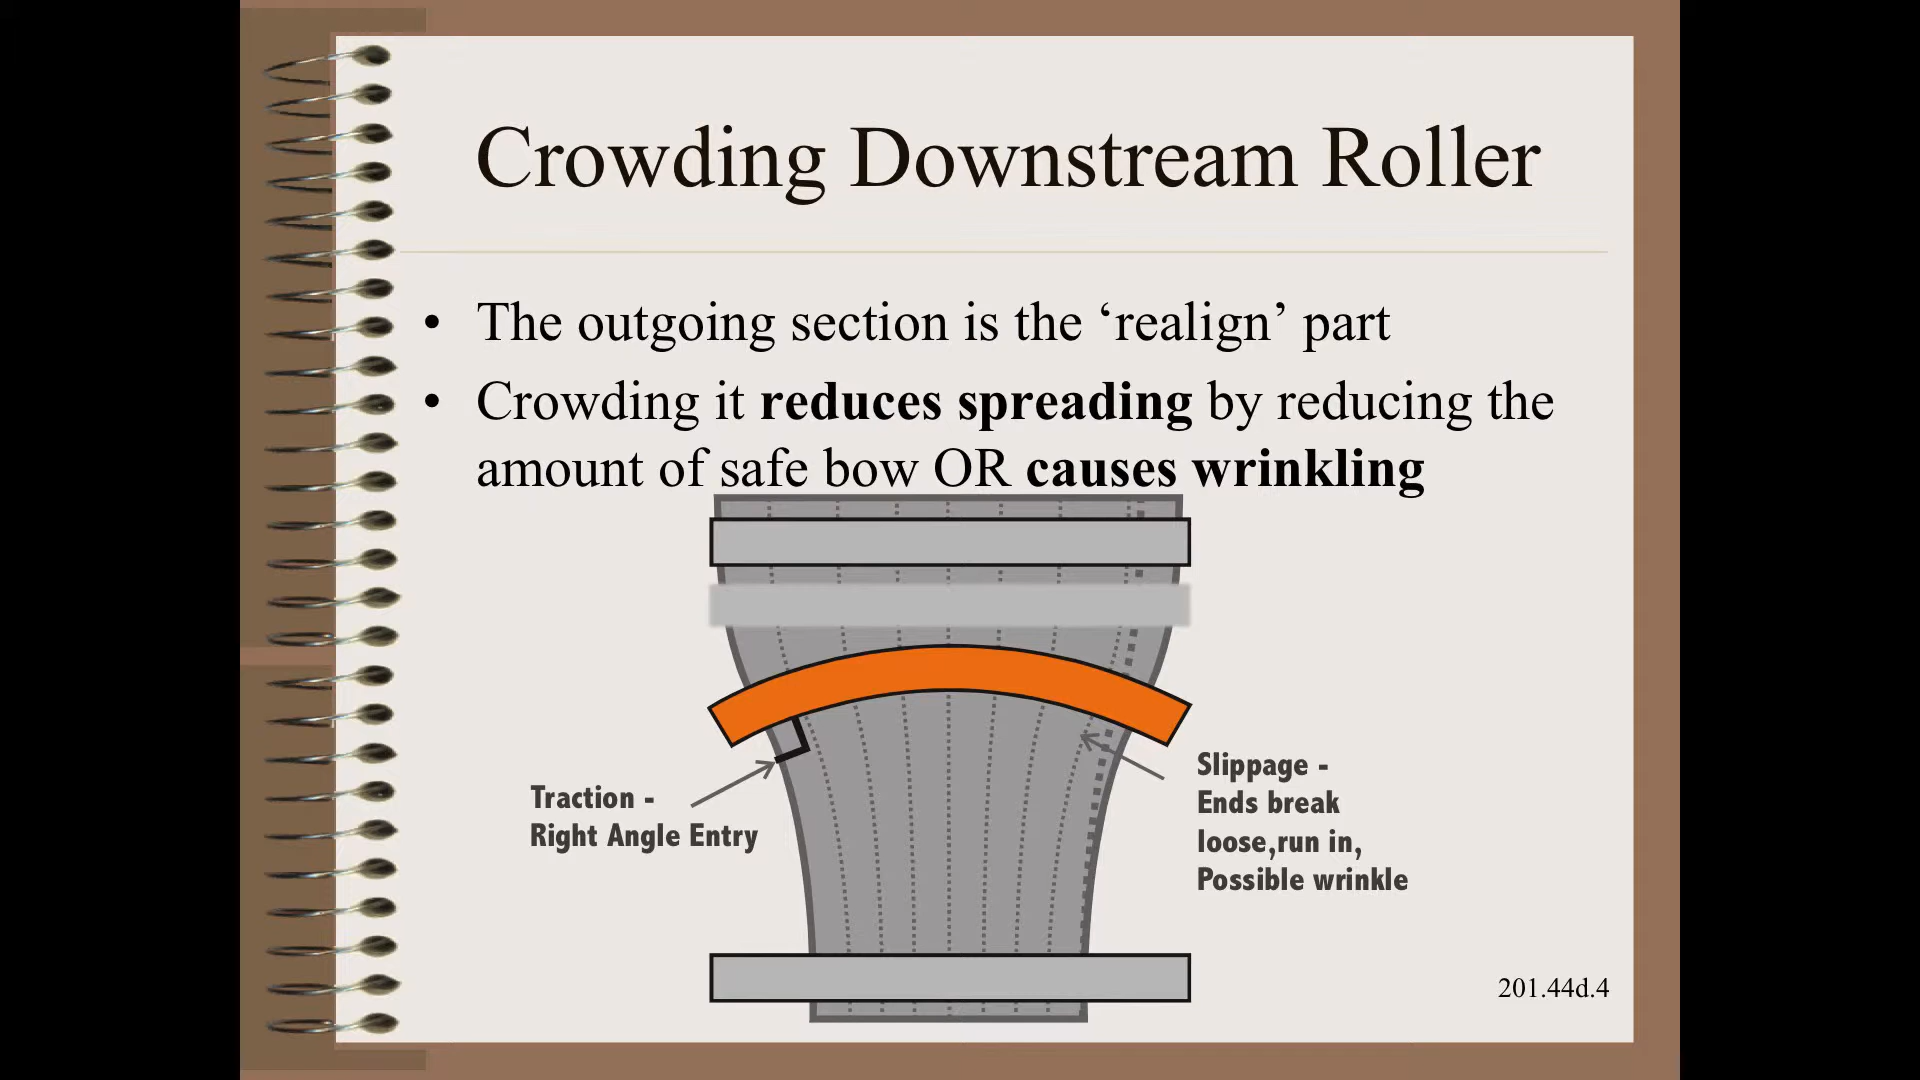 Crowding Downstream Roller
• The outgoing section is the ‘realign’ part
• Crowding it reduces spreading by reducing the
amount of safe bow OR causes wrinkling
Traction -
Right Angle Entry
Slippage -
Ends break
loose,run in,
Possible wrinkle
201.44d.4